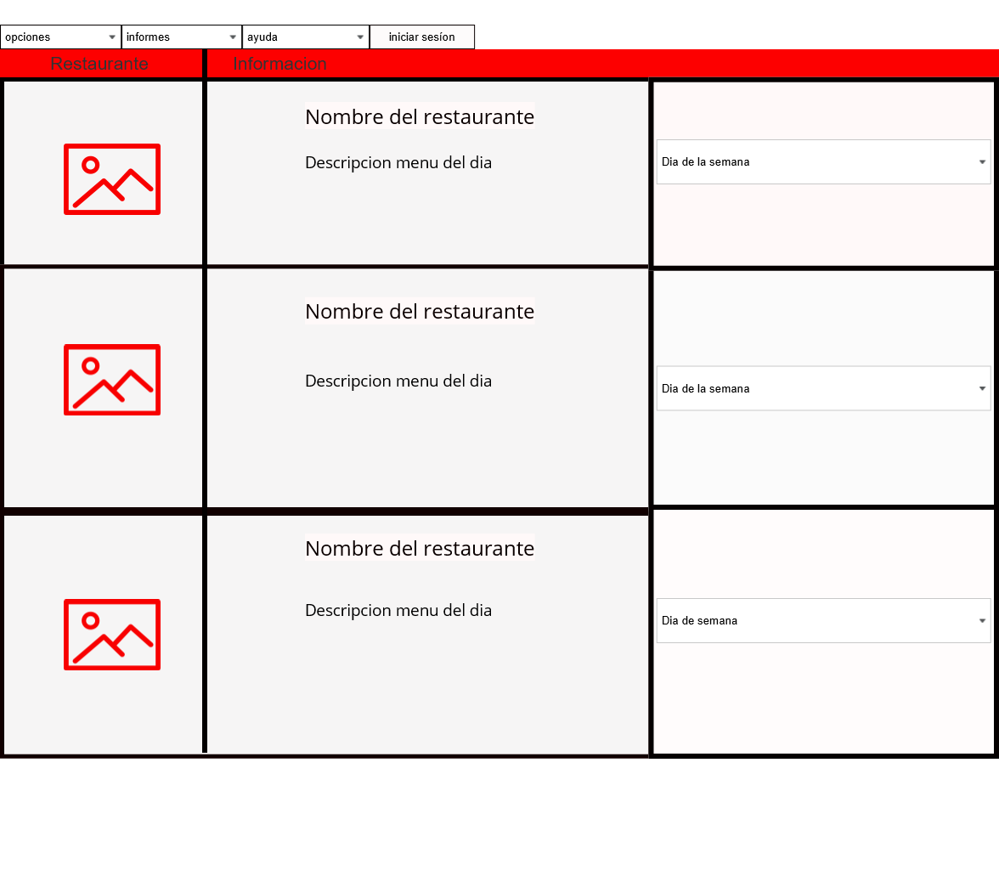 opciones
informes
ayuda
iniciar sesíon
Restaurante
Informacion
Nombre del restaurante
Descripcion menu del dia
Dia de la semana
Nombre del restaurante
Descripcion menu del dia
Dia de la semana
Nombre del restaurante
Descripcion menu del dia
Dia de semana